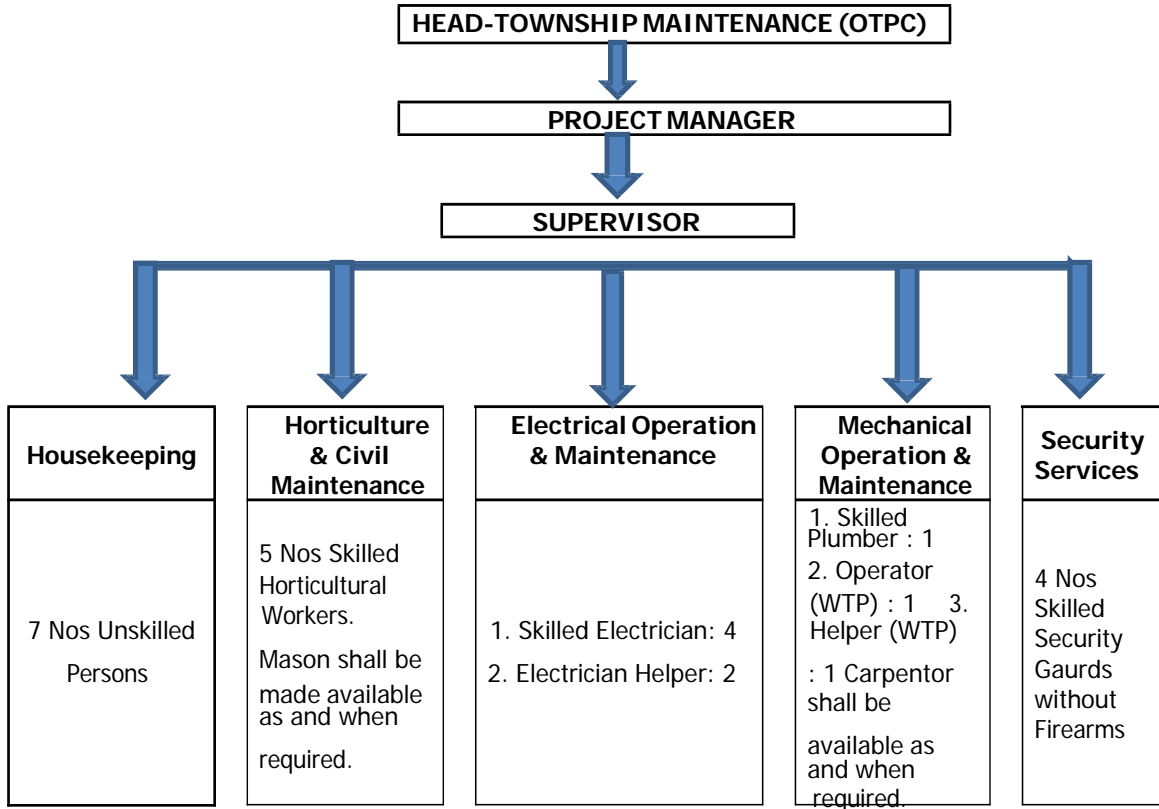 HEAD-TOWNSHIP MAINTENANCE (OTPC)
PROJECT MANAGER
SUPERVISOR
Housekeeping
7 Nos Unskilled
Persons
Horticulture
& Civil
Maintenance
5 Nos Skilled
Horticultural
Workers.
Mason shall be
made available
as and when
required.
Electrical Operation
& Maintenance
1. Skilled Electrician: 4
2. Electrician Helper: 2
Mechanical
Operation &
Maintenance
1. Skilled
Plumber : 1
2. Operator
(WTP) : 1 3.
Helper (WTP)
: 1 Carpentor
shall be
available as
and when
required.
Security
Services
4 Nos
Skilled
Security
Gaurds
without
Firearms